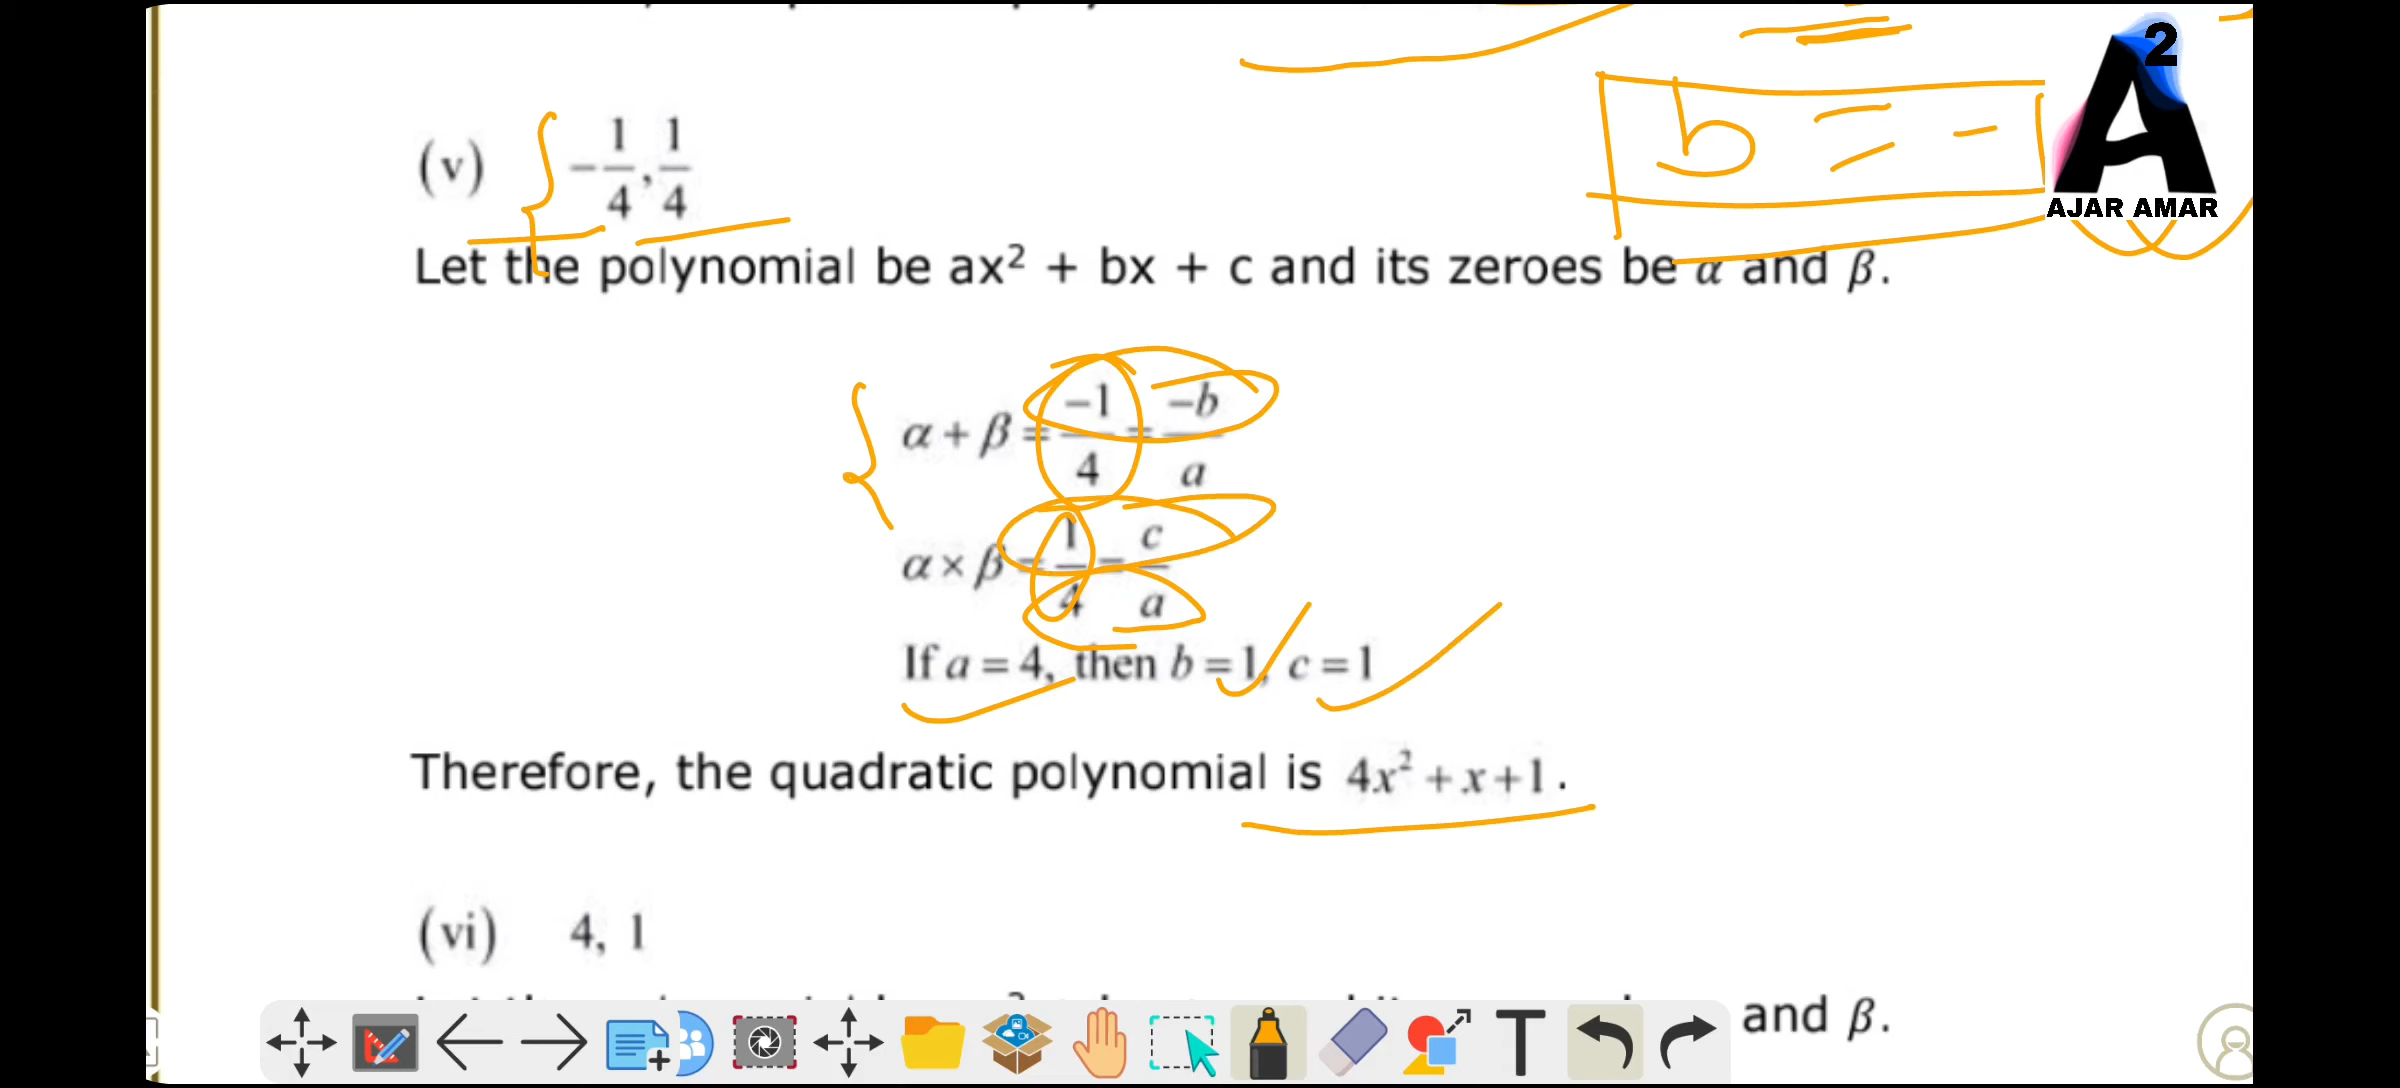 2
b = -
AJAR AMAR
(v) -1/4, 1/4
Let the polynomial be ax² + bx + c and its zeroes be α and β.
α + β = -1/4 = -b/a
α × β = 1/4 = c/a
If a = 4, then b = 1, c = 1
Therefore, the quadratic polynomial is 4x² + x + 1.
(vi) 4, 1
and β.
T